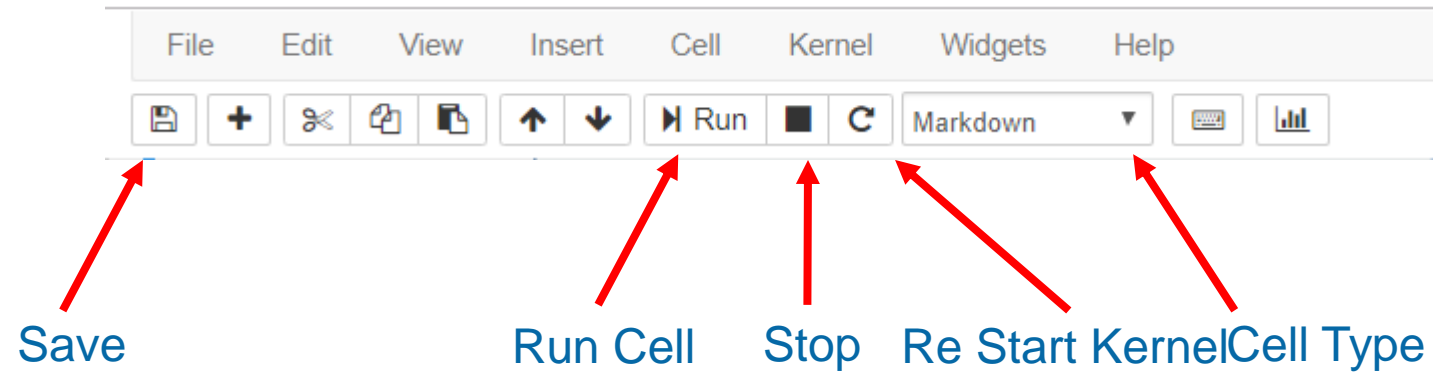 File Edit View Insert Cell Kernel Widgets Help
Run Markdown
Save Run Cell Stop Re Start Kernel Cell Type